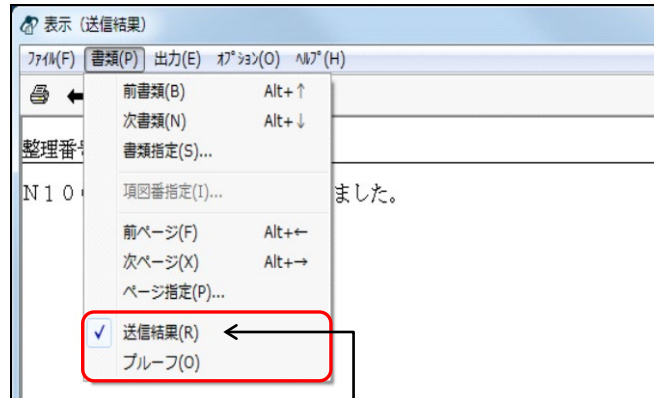 表示（送信結果）
ﾌｧｲﾙ(F) 書類(P) 出力(E) ｵﾌﾟｼｮﾝ(O) ﾍﾙﾌﾟ(H)
前書類(B) Alt+↑
次書類(N) Alt+↓
整理番
書類指定(S)...
Ｎ１０ 項図番指定(I)... ました。
前ページ(F) Alt+←
次ページ(X) Alt+→
ページ指定(P)...
✓ 送信結果(R)
プルーフ(O)